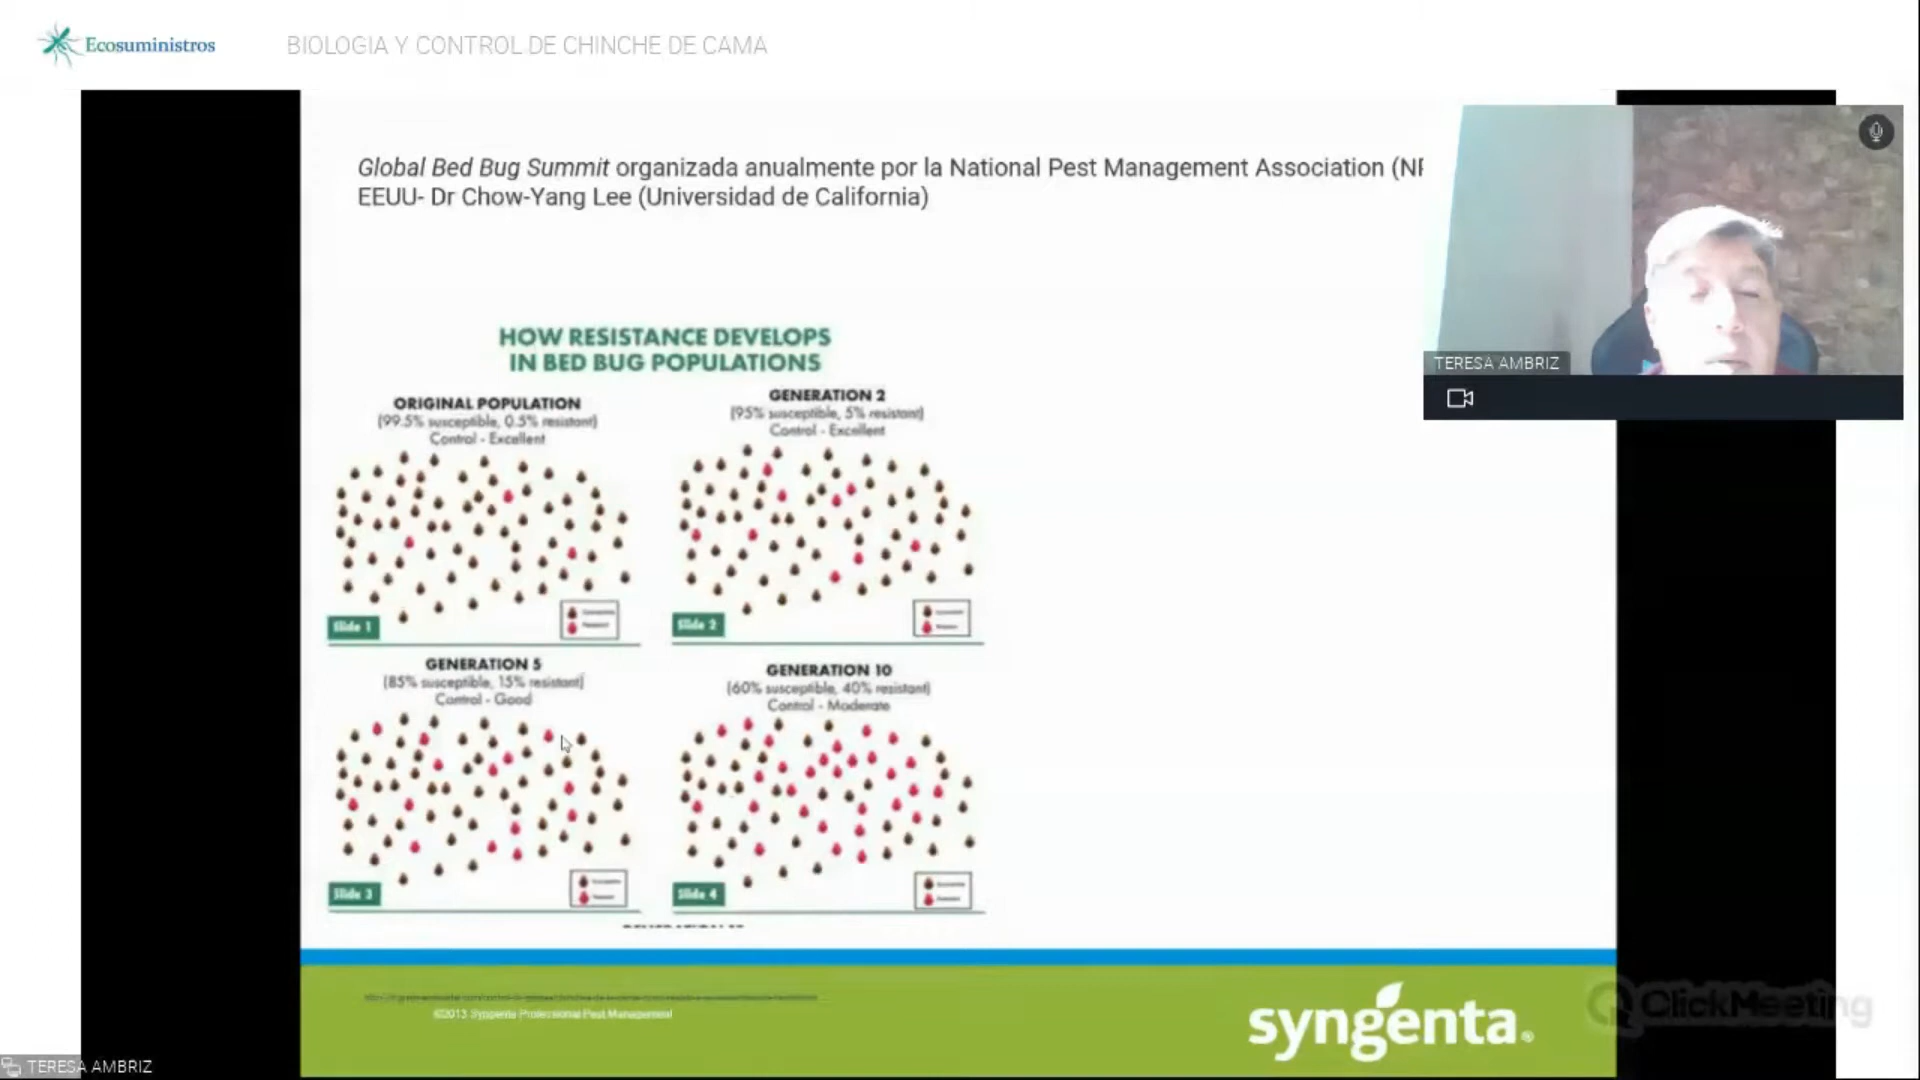 Ecosuministros
BIOLOGIA Y CONTROL DE CHINCHE DE CAMA
Global Bed Bug Summit organizada anualmente por la National Pest Management Association (NP
EEUU- Dr Chow-Yang Lee (Universidad de California)
TERESA AMBRIZ
HOW RESISTANCE DEVELOPS
IN BED BUG POPULATIONS
ORIGINAL POPULATION
(99.5% susceptible, 0.5% resistant)
Control - Excellent
Slide 1
GENERATION 2
(95% susceptible, 5% resistant)
Control - Excellent
Slide 2
GENERATION 5
(85% susceptible, 15% resistant)
Control - Good
Slide 3
GENERATION 10
(60% susceptible, 40% resistant)
Control - Moderate
Slide 4
©2013 Syngenta Professional Pest Management
syngenta
ClickMeeting
TERESA AMBRIZ